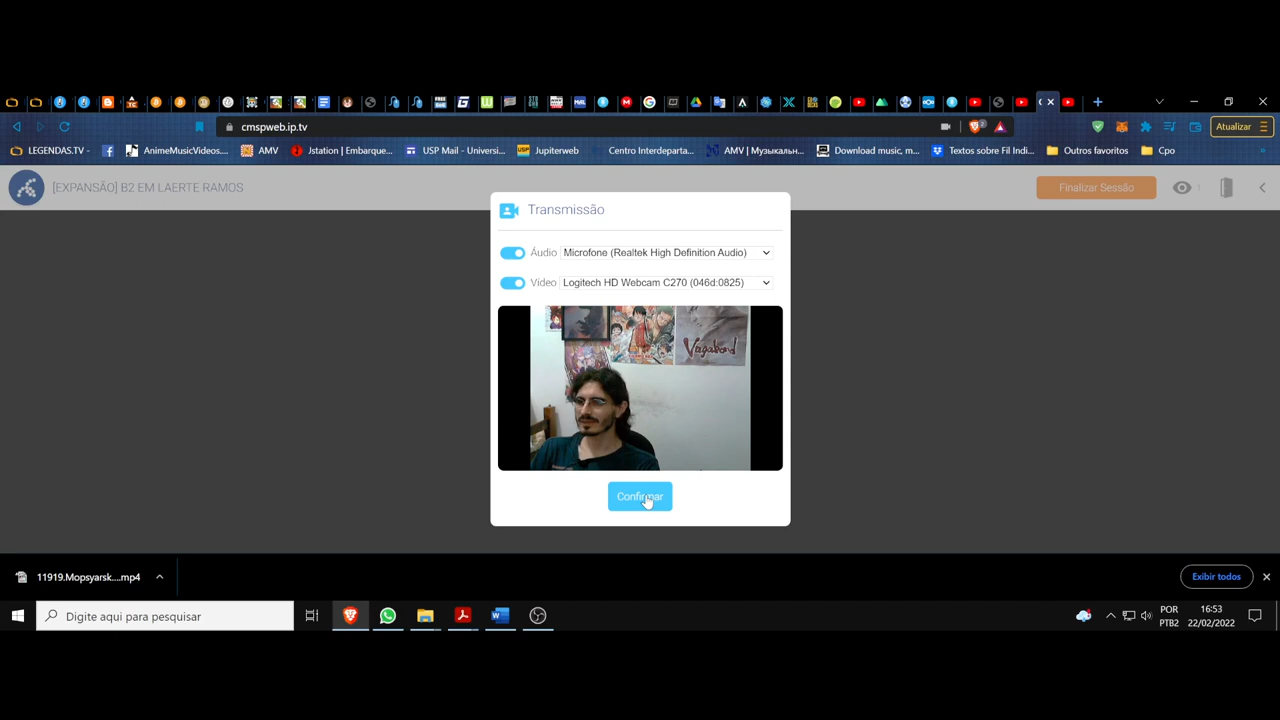 cmspweb.ip.tv
2
Atualizar
LEGENDAS.TV -
AnimeMusicVideos....
AMV
Jstation | Embarque...
USP Mail - Universi...
USP
Jupiterweb
Centro Interdeparta...
AMV | Музыкальн...
Download music, m...
Textos sobre Fil Indi...
Outros favoritos
Cpo
[EXPANSÃO] B2 EM LAERTE RAMOS
Finalizar Sessão
Transmissão
Áudio
Microfone (Realtek High Definition Audio)
Vídeo
Logitech HD Webcam C270 (046d:0825)
Vagabond
Confirmar
11919.Mopsyarsk....mp4
Exibir todos
Digite aqui para pesquisar
POR
PTB2
16:53
22/02/2022